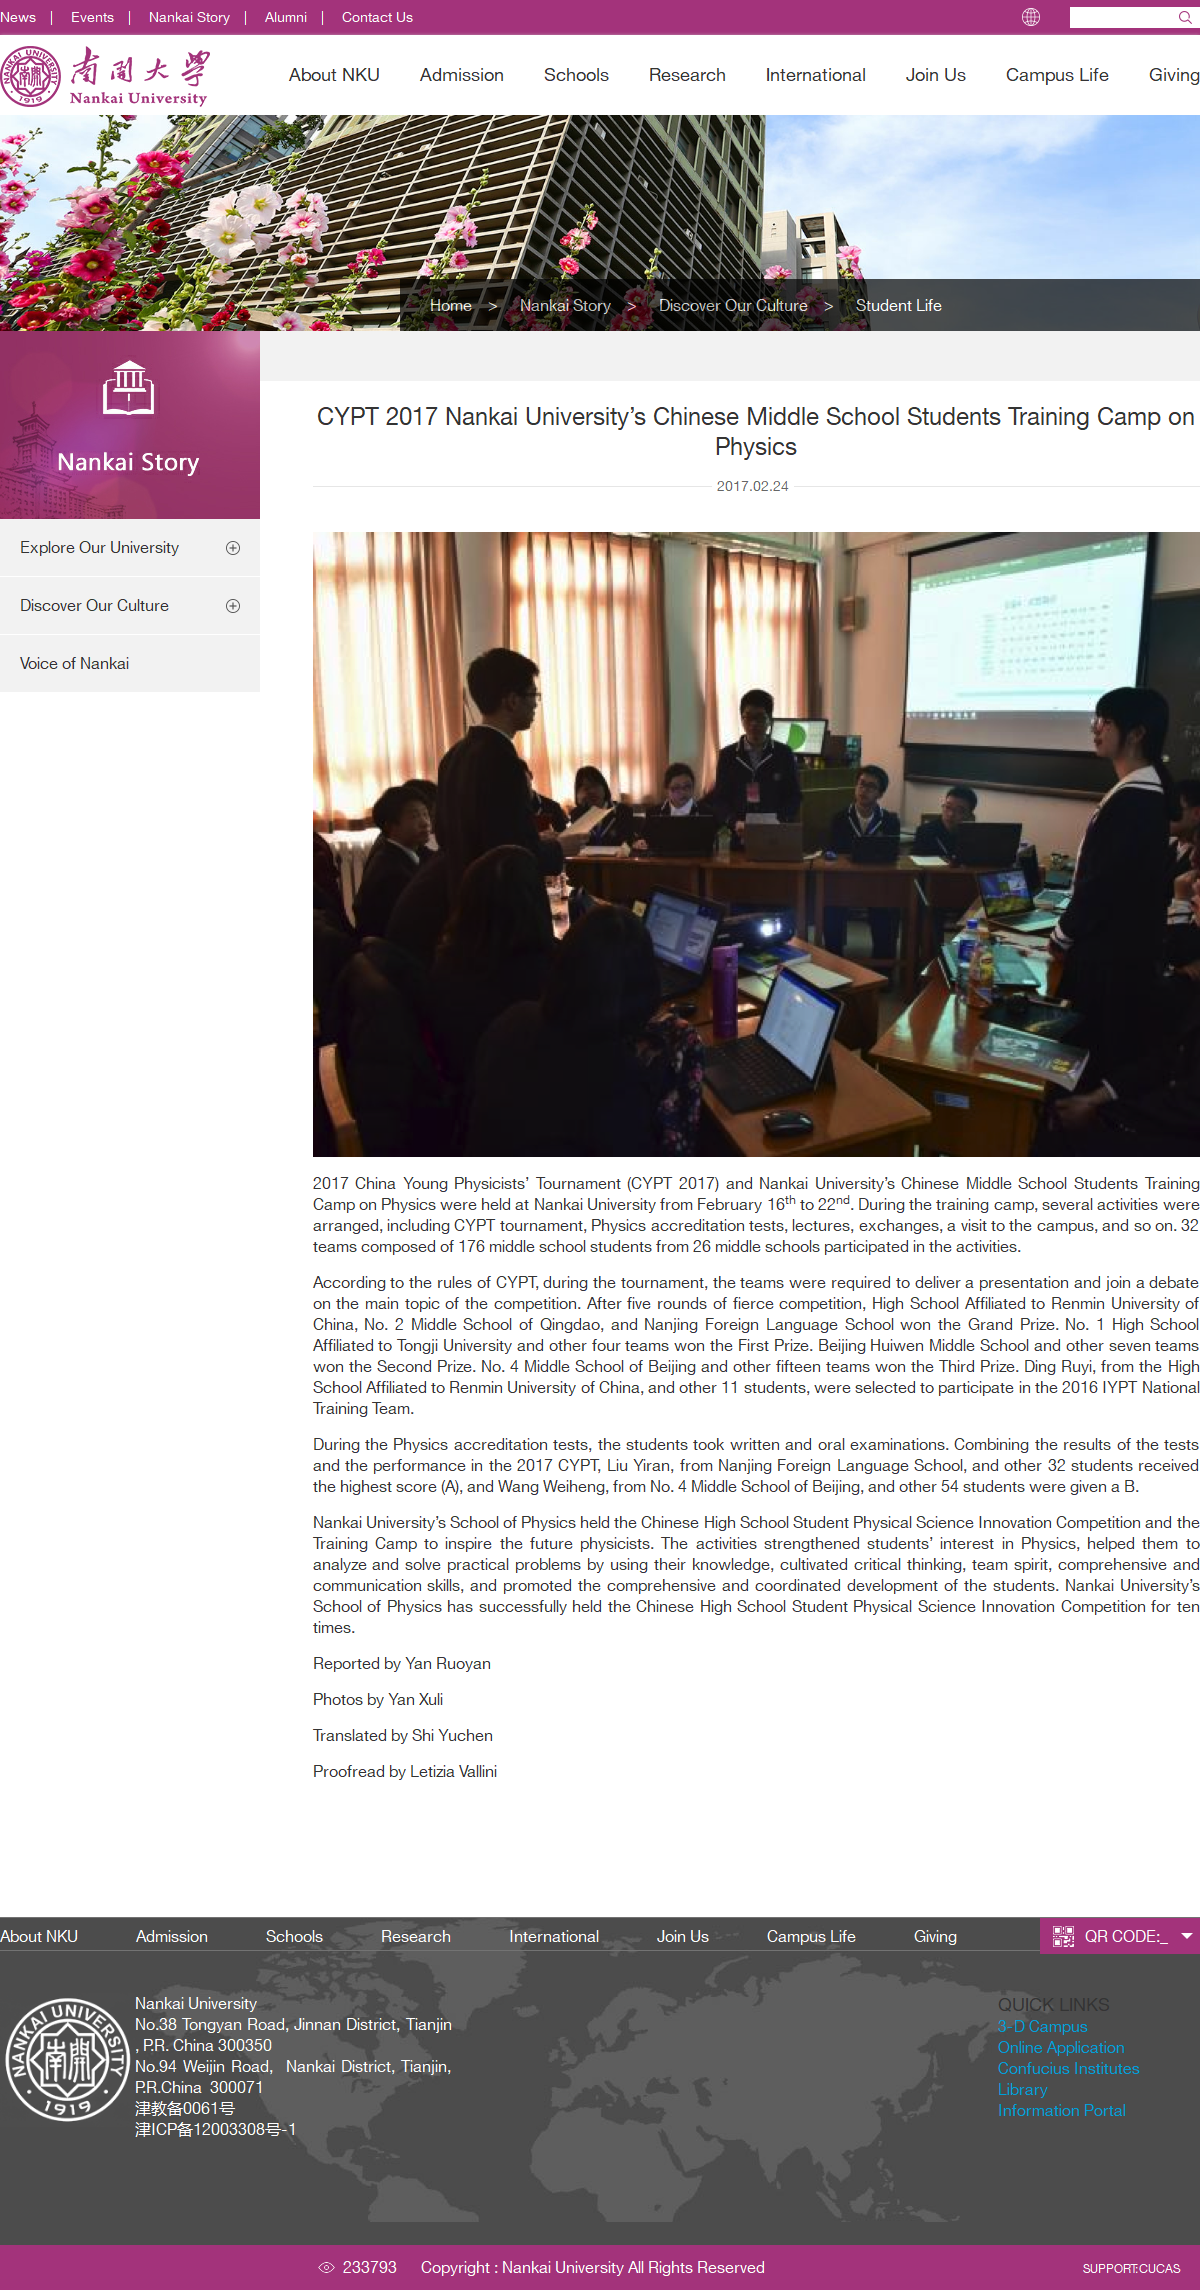 News | Events | Nankai Story | Alumni | Contact Us
NANKAI UNIVERSITY
1919
南開大學
Nankai University
About NKU Admission Schools Research International Join Us Campus Life Giving
Home > Nankai Story > Discover Our Culture > Student Life
Nankai Story
Explore Our University
Discover Our Culture
Voice of Nankai
CYPT 2017 Nankai University’s Chinese Middle School Students Training Camp on
Physics
2017.02.24
2017 China Young Physicists’ Tournament (CYPT 2017) and Nankai University’s Chinese Middle School Students Training
Camp on Physics were held at Nankai University from February 16th to 22nd. During the training camp, several activities were
arranged, including CYPT tournament, Physics accreditation tests, lectures, exchanges, a visit to the campus, and so on. 32
teams composed of 176 middle school students from 26 middle schools participated in the activities.
According to the rules of CYPT, during the tournament, the teams were required to deliver a presentation and join a debate
on the main topic of the competition. After five rounds of fierce competition, High School Affiliated to Renmin University of
China, No. 2 Middle School of Qingdao, and Nanjing Foreign Language School won the Grand Prize. No. 1 High School
Affiliated to Tongji University and other four teams won the First Prize. Beijing Huiwen Middle School and other seven teams
won the Second Prize. No. 4 Middle School of Beijing and other fifteen teams won the Third Prize. Ding Ruyi, from the High
School Affiliated to Renmin University of China, and other 11 students, were selected to participate in the 2016 IYPT National
Training Team.
During the Physics accreditation tests, the students took written and oral examinations. Combining the results of the tests
and the performance in the 2017 CYPT, Liu Yiran, from Nanjing Foreign Language School, and other 32 students received
the highest score (A), and Wang Weiheng, from No. 4 Middle School of Beijing, and other 54 students were given a B.
Nankai University’s School of Physics held the Chinese High School Student Physical Science Innovation Competition and the
Training Camp to inspire the future physicists. The activities strengthened students’ interest in Physics, helped them to
analyze and solve practical problems by using their knowledge, cultivated critical thinking, team spirit, comprehensive and
communication skills, and promoted the comprehensive and coordinated development of the students. Nankai University’s
School of Physics has successfully held the Chinese High School Student Physical Science Innovation Competition for ten
times.
Reported by Yan Ruoyan
Photos by Yan Xuli
Translated by Shi Yuchen
Proofread by Letizia Vallini
About NKU Admission Schools Research International Join Us Campus Life Giving QR CODE:_
NANKAI UNIVERSITY
南開
1919
Nankai University
No.38 Tongyan Road, Jinnan District, Tianjin
, P.R. China 300350
No.94 Weijin Road, Nankai District, Tianjin,
P.R.China 300071
津教备0061号
津ICP备12003308号-1
QUICK LINKS
3-D Campus
Online Application
Confucius Institutes
Library
Information Portal
233793 Copyright : Nankai University All Rights Reserved SUPPORT:CUCAS